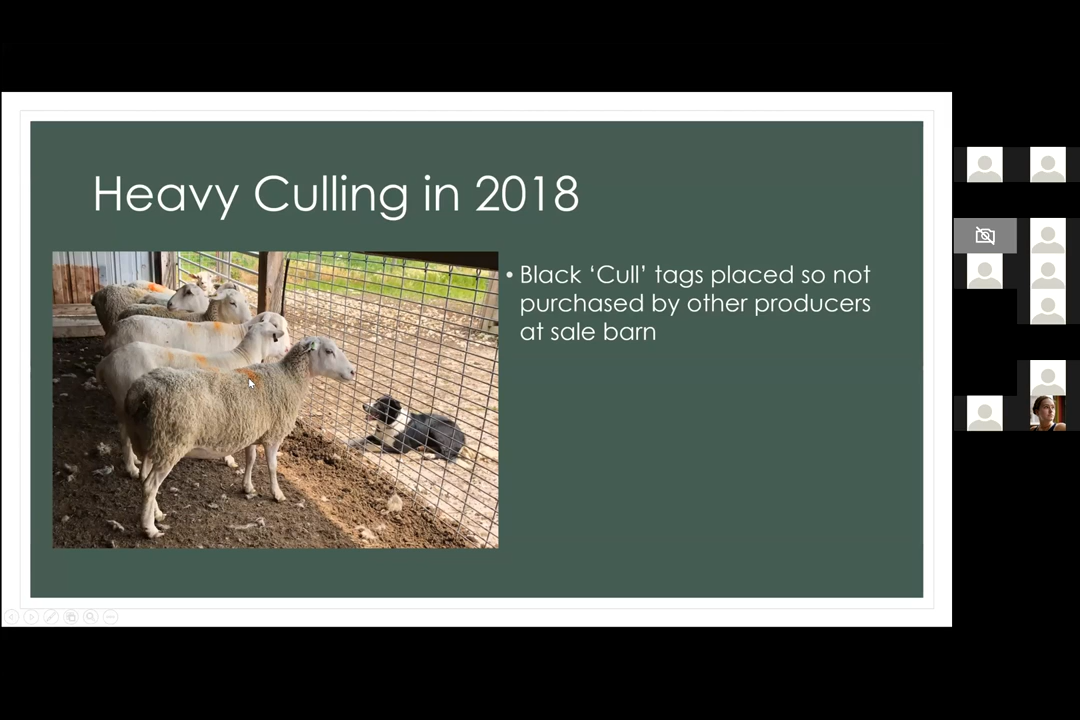 Heavy Culling in 2018
• Black ‘Cull’ tags placed so not
purchased by other producers
at sale barn